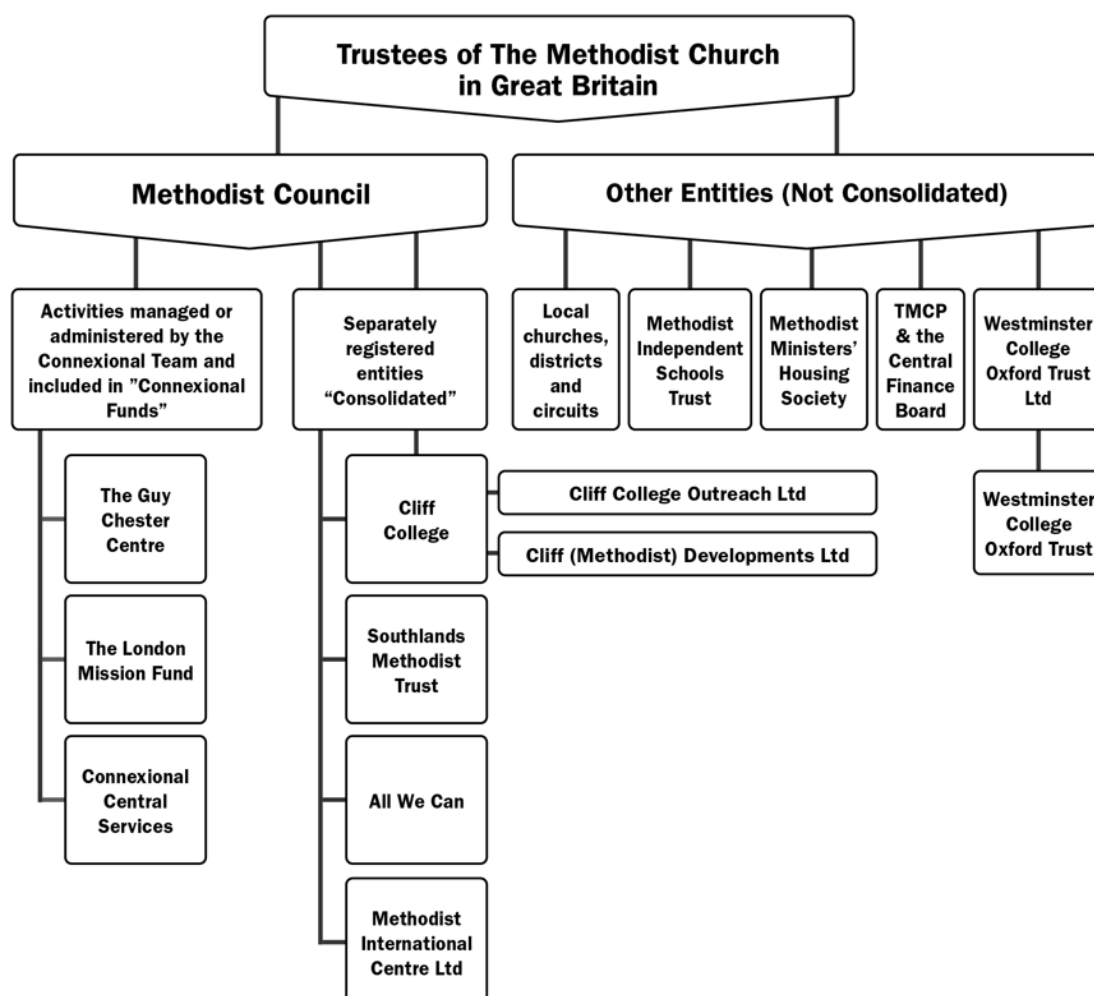 Trustees of The Methodist Church
in Great Britain
Methodist Council
Other Entities (Not Consolidated)
Activities managed or
administered by the
Connexional Team and
included in ”Connexional
Funds”
Separately
registered
entities
“Consolidated”
Local
churches,
districts
and
circuits
Methodist
Independent
Schools
Trust
Methodist
Ministers’
Housing
Society
TMCP
& the
Central
Finance
Board
Westminster
College
Oxford Trust
Ltd
The Guy
Chester
Centre
Cliff
College
Cliff College Outreach Ltd
Cliff (Methodist) Developments Ltd
Westminster
College
Oxford Trust
The London
Mission Fund
Southlands
Methodist
Trust
Connexional
Central
Services
All We Can
Methodist
International
Centre Ltd